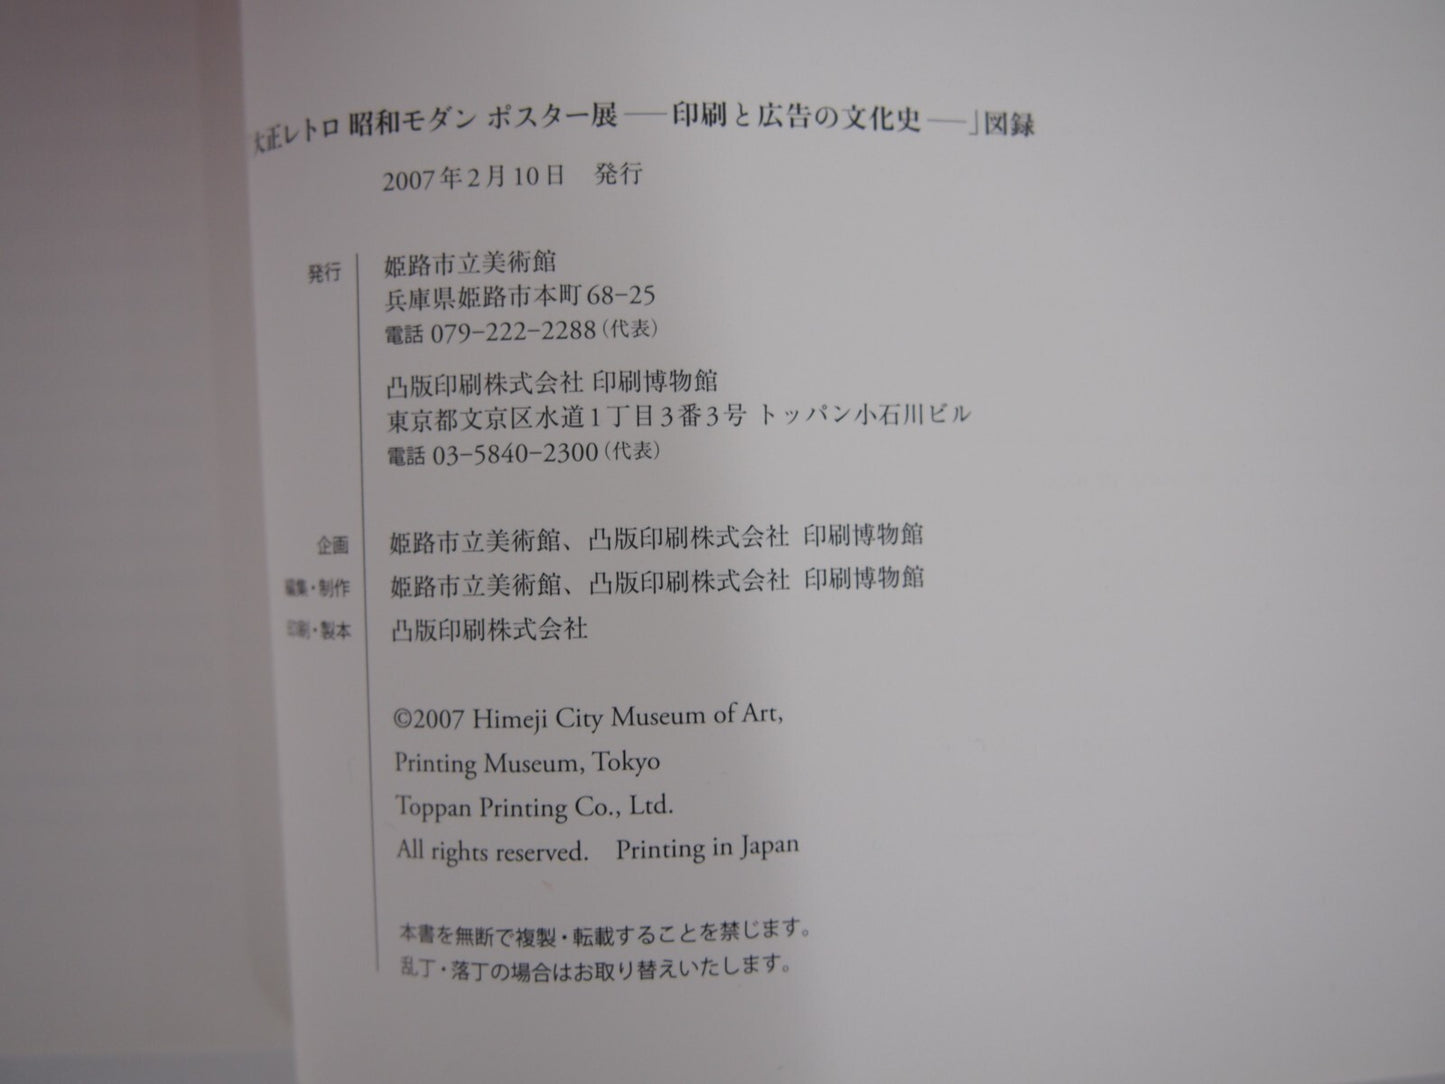 大正レトロ 昭和モダン ポスター展——印刷と広告の文化史——」図録
2007年2月10日　発行
発行
姫路市立美術館
兵庫県姫路市本町68-25
電話 079-222-2288（代表）
凸版印刷株式会社 印刷博物館
東京都文京区水道1丁目3番3号 トッパン小石川ビル
電話 03-5840-2300（代表）
企画 姫路市立美術館、凸版印刷株式会社 印刷博物館
編集・制作 姫路市立美術館、凸版印刷株式会社 印刷博物館
印刷・製本 凸版印刷株式会社
©2007 Himeji City Museum of Art,
Printing Museum, Tokyo
Toppan Printing Co., Ltd.
All rights reserved.　Printing in Japan
本書を無断で複製・転載することを禁じます。
乱丁・落丁の場合はお取り替えいたします。